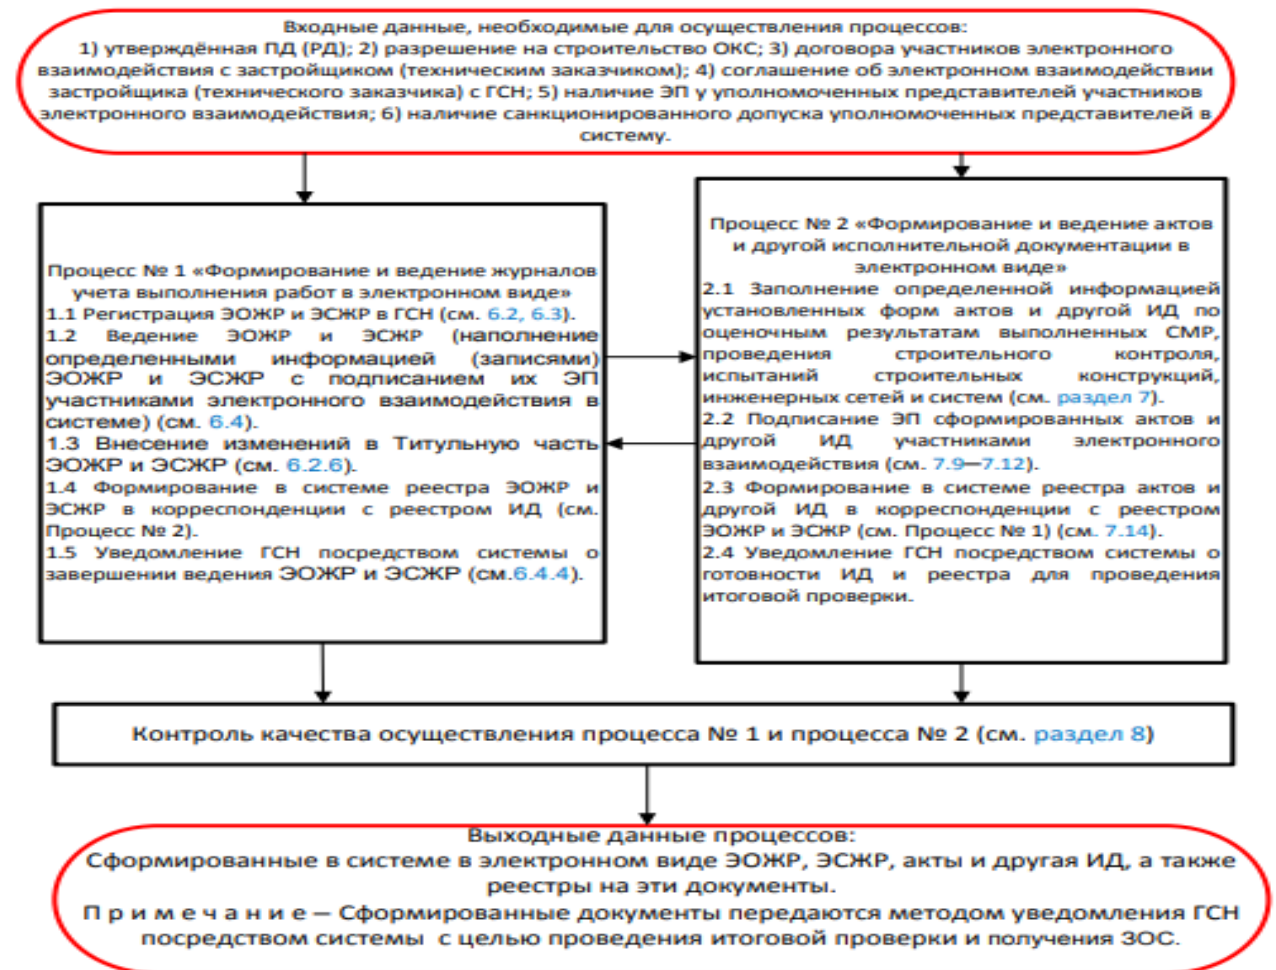 Входные данные, необходимые для осуществления процессов:
1) утверждённая ПД (РД); 2) разрешение на строительство ОКС; 3) договора участников электронного
взаимодействия с застройщиком (техническим заказчиком); 4) соглашение об электронном взаимодействии
застройщика (технического заказчика) с ГСН; 5) наличие ЭП у уполномоченных представителей участников
электронного взаимодействия; 6) наличие санкционированного допуска уполномоченных представителей в
систему.
Процесс № 1 «Формирование и ведение журналов
учета выполнения работ в электронном виде»
1.1 Регистрация ЭОЖР и ЭСЖР в ГСН (см. 6.2, 6.3).
1.2 Ведение ЭОЖР и ЭСЖР (наполнение
определенными информацией (записями)
ЭОЖР и ЭСЖР с подписанием их ЭП
участниками электронного взаимодействия в
системе) (см. 6.4).
1.3 Внесение изменений в Титульную часть
ЭОЖР и ЭСЖР (см. 6.2.6).
1.4 Формирование в системе реестра ЭОЖР и
ЭСЖР в корреспонденции с реестром ИД (см.
Процесс № 2).
1.5 Уведомление ГСН посредством системы о
завершении ведения ЭОЖР и ЭСЖР (см.6.4.4).
Процесс № 2 «Формирование и ведение актов
и другой исполнительной документации в
электронном виде»
2.1 Заполнение определенной информацией
установленных форм актов и другой ИД по
оценочным результатам выполненных СМР,
проведения строительного контроля,
испытаний строительных конструкций,
инженерных сетей и систем (см. раздел 7).
2.2 Подписание ЭП сформированных актов и
другой ИД участниками электронного
взаимодействия (см. 7.9—7.12).
2.3 Формирование в системе реестра актов и
другой ИД в корреспонденции с реестром
ЭОЖР и ЭСЖР (см. Процесс № 1) (см. 7.14).
2.4 Уведомление ГСН посредством системы о
готовности ИД и реестра для проведения
итоговой проверки.
Контроль качества осуществления процесса № 1 и процесса № 2 (см. раздел 8)
Выходные данные процессов:
Сформированные в системе в электронном виде ЭОЖР, ЭСЖР, акты и другая ИД, а также
реестры на эти документы.
П р и м е ч а н и е – Сформированные документы передаются методом уведомления ГСН
посредством системы с целью проведения итоговой проверки и получения ЗОС.